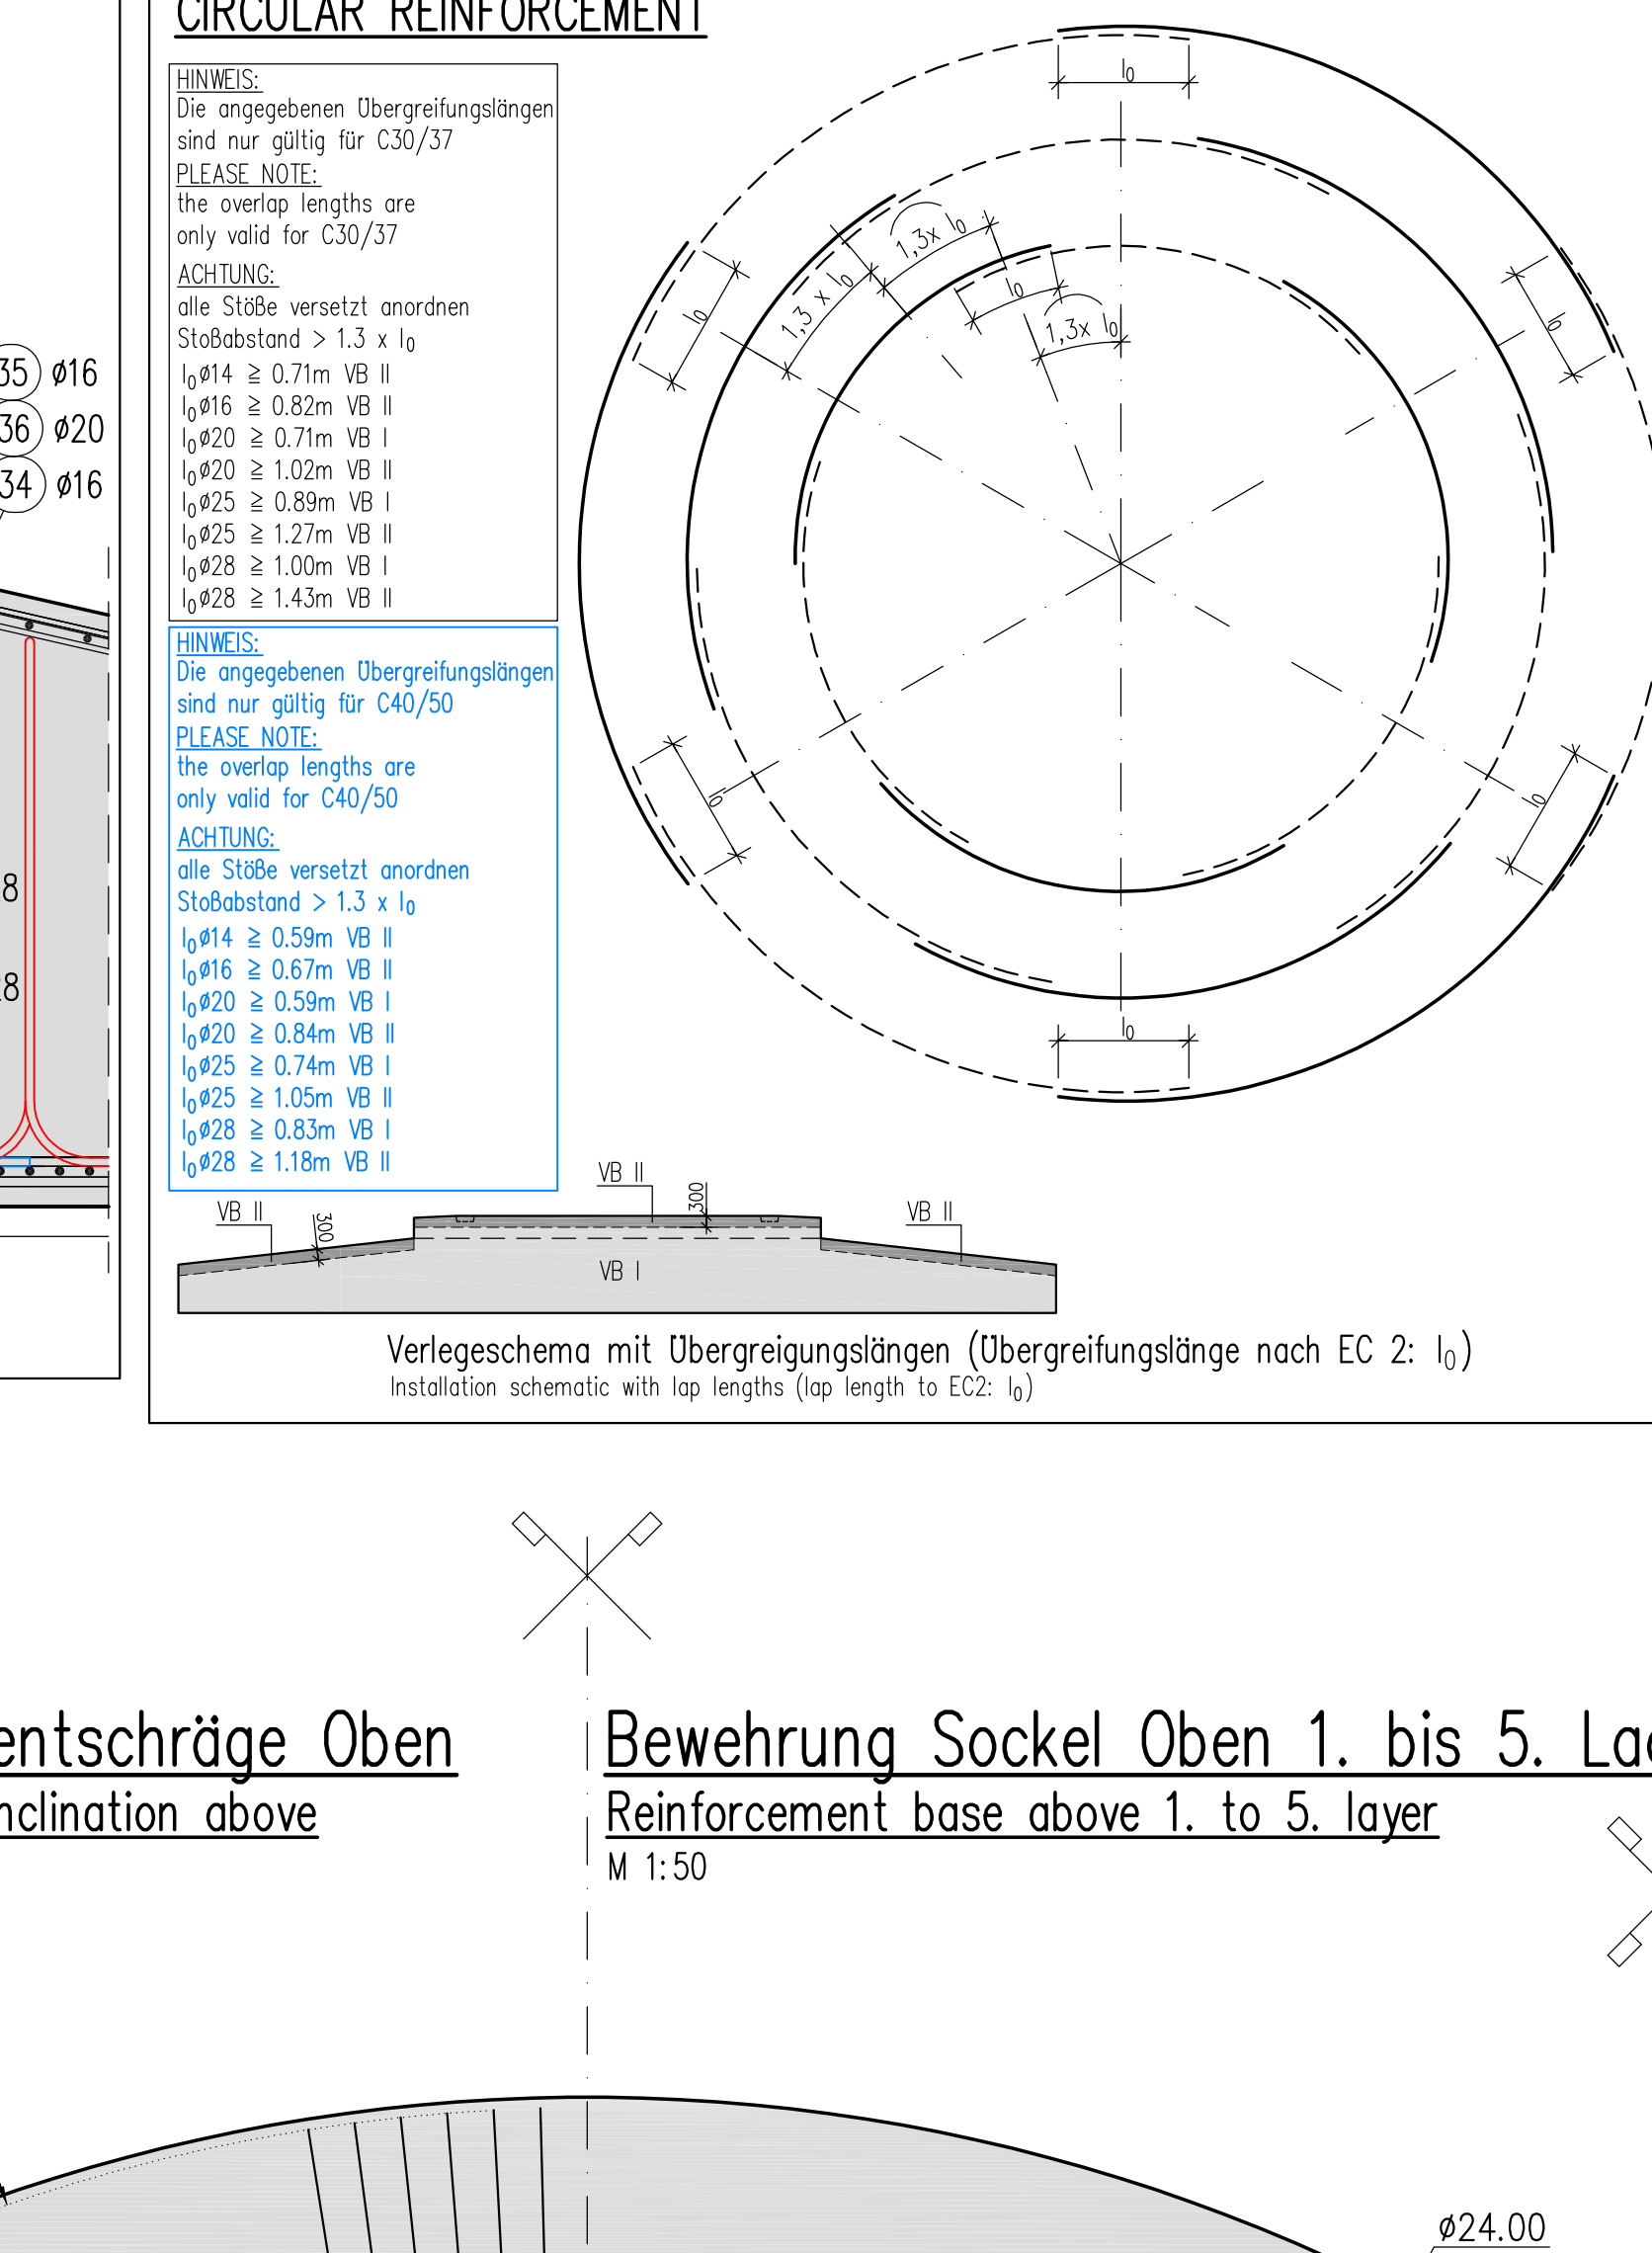 CIRCULAR REINFORCEMENT
HINWEIS:
Die angegebenen Übergreifungslängen
sind nur gültig für C30/37
PLEASE NOTE:
the overlap lengths are
only valid for C30/37
ACHTUNG:
alle Stöße versetzt anordnen
Stoßabstand > 1.3 x l0
l0ø14 ≧ 0.71m VB II
l0ø16 ≧ 0.82m VB II
l0ø20 ≧ 0.71m VB I
l0ø20 ≧ 1.02m VB II
l0ø25 ≧ 0.89m VB I
l0ø25 ≧ 1.27m VB II
l0ø28 ≧ 1.00m VB I
l0ø28 ≧ 1.43m VB II
HINWEIS:
Die angegebenen Übergreifungslängen
sind nur gültig für C40/50
PLEASE NOTE:
the overlap lengths are
only valid for C40/50
ACHTUNG:
alle Stöße versetzt anordnen
Stoßabstand > 1.3 x l0
l0ø14 ≧ 0.59m VB II
l0ø16 ≧ 0.67m VB II
l0ø20 ≧ 0.59m VB I
l0ø20 ≧ 0.84m VB II
l0ø25 ≧ 0.74m VB I
l0ø25 ≧ 1.05m VB II
l0ø28 ≧ 0.83m VB I
l0ø28 ≧ 1.18m VB II
35 ø16
36 ø20
34 ø16
8
28
l0
l0
l0
1,3x l0
1,3 x l0
l0
1,3x l0
l0
l0
l0
VB II
300
VB II
300
VB II
VB I
Verlegeschema mit Übergreigungslängen (Übergreifungslänge nach EC 2: l0)
Installation schematic with lap lengths (lap length to EC2: l0)
entschräge Oben
nclination above
Bewehrung Sockel Oben 1. bis 5. La
Reinforcement base above 1. to 5. layer
M 1:50
ø24.00